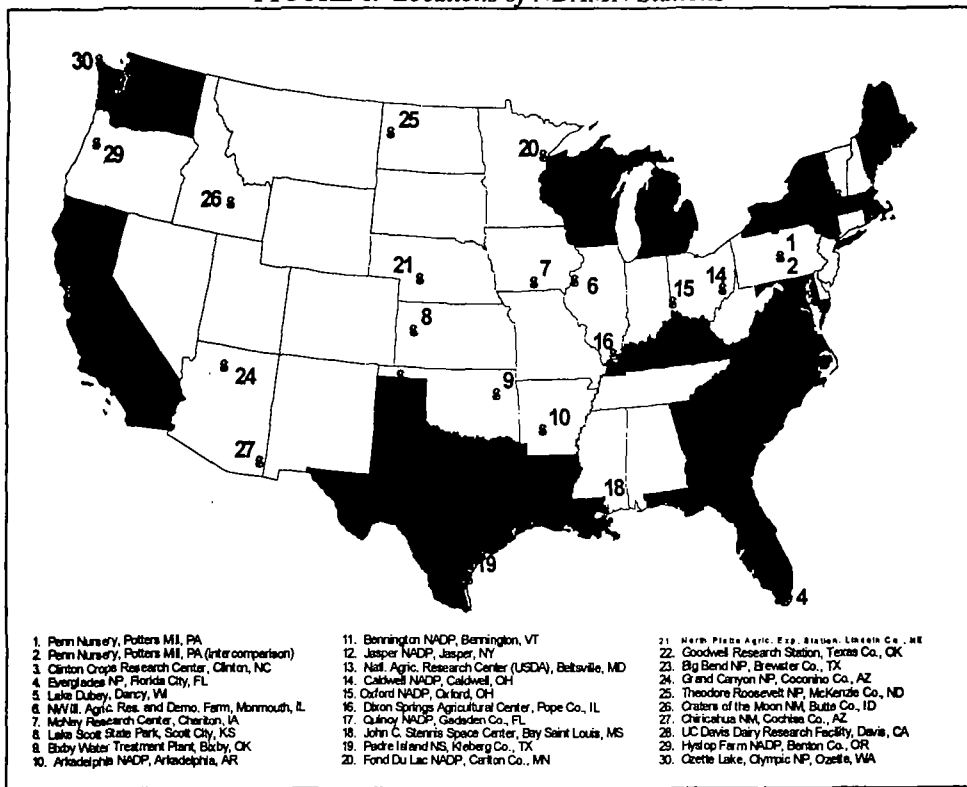 30
25
29
20
26
1
21
7
14
2
6
15
8
16
24
9
10
27
18
19
4
1. Penn Nursery, Potters Mill, PA
2. Penn Nursery, Potters Mill, PA (intercomparison)
3. Clinton Crops Research Center, Clinton, NC
4. Everglades NP, Florida City, FL
5. Lake Dubay, Dancy, WI
6. NW Ill. Agric. Res. and Demo. Farm, Monmouth, IL
7. McNay Research Center, Chariton, IA
8. Lake Scott State Park, Scott City, KS
9. Bixby Water Treatment Plant, Bixby, OK
10. Arkadelphia NADP, Arkadelphia, AR
11. Bennington NADP, Bennington, VT
12. Jasper NADP, Jasper, NY
13. Natl. Agric. Research Center (USDA), Beltsville, MD
14. Caldwell NADP, Caldwell, OH
15. Oxford NADP, Oxford, OH
16. Dixon Springs Agricultural Center, Pope Co., IL
17. Quincy NADP, Gadsden Co., FL
18. John C. Stennis Space Center, Bay Saint Louis, MS
19. Padre Island NS, Kleberg Co., TX
20. Fond Du Lac NADP, Carlton Co., MN
21. North Platte Agric. Exp. Station, Lincoln Co., NE
22. Goodwell Research Station, Texas Co., OK
23. Big Bend NP, Brewster Co., TX
24. Grand Canyon NP, Coconino Co., AZ
25. Theodore Roosevelt NP, McKenzie Co., ND
26. Craters of the Moon NM, Butte Co., ID
27. Chiricahua NM, Cochise Co., AZ
28. UC Davis Dairy Research Facility, Davis, CA
29. Hyslop Farm NADP, Benton Co., OR
30. Ozette Lake, Olympic NP, Ozette, WA